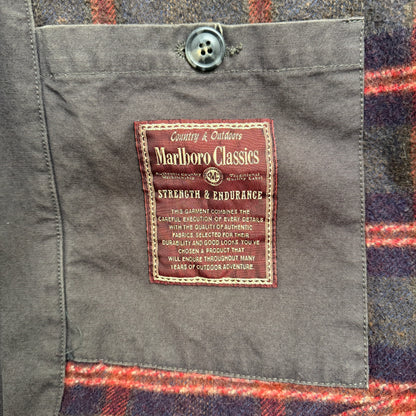 Country & Outdoors
Marlboro Classics
STRENGTH & ENDURANCE
THIS GARMENT COMBINES THE
CAREFUL EXECUTION OF EVERY DETAILS
WITH THE QUALITY OF AUTHENTIC
FABRICS, SELECTED FOR THEIR
DURABILITY AND GOOD LOOKS. YOU'VE
CHOSEN A PRODUCT THAT
WILL ENDURE THROUGHOUT MANY
YEARS OF OUTDOOR ADVENTURE.